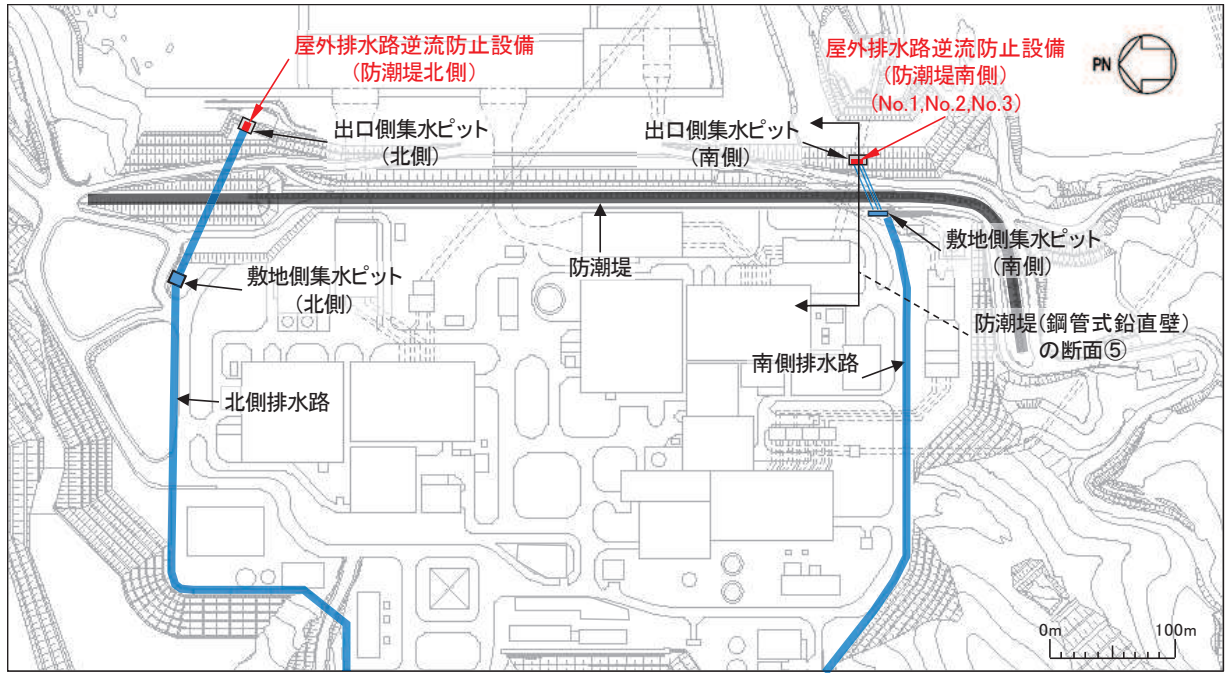 屋外排水路逆流防止設備
(防潮堤北側)
屋外排水路逆流防止設備
(防潮堤南側)
(No.1,No.2,No.3)
PN
出口側集水ピット
(北側)
出口側集水ピット
(南側)
敷地側集水ピット
(北側)
防潮堤
敷地側集水ピット
(南側)
防潮堤(鋼管式鉛直壁)
の断面⑤
北側排水路
南側排水路
0m
100m